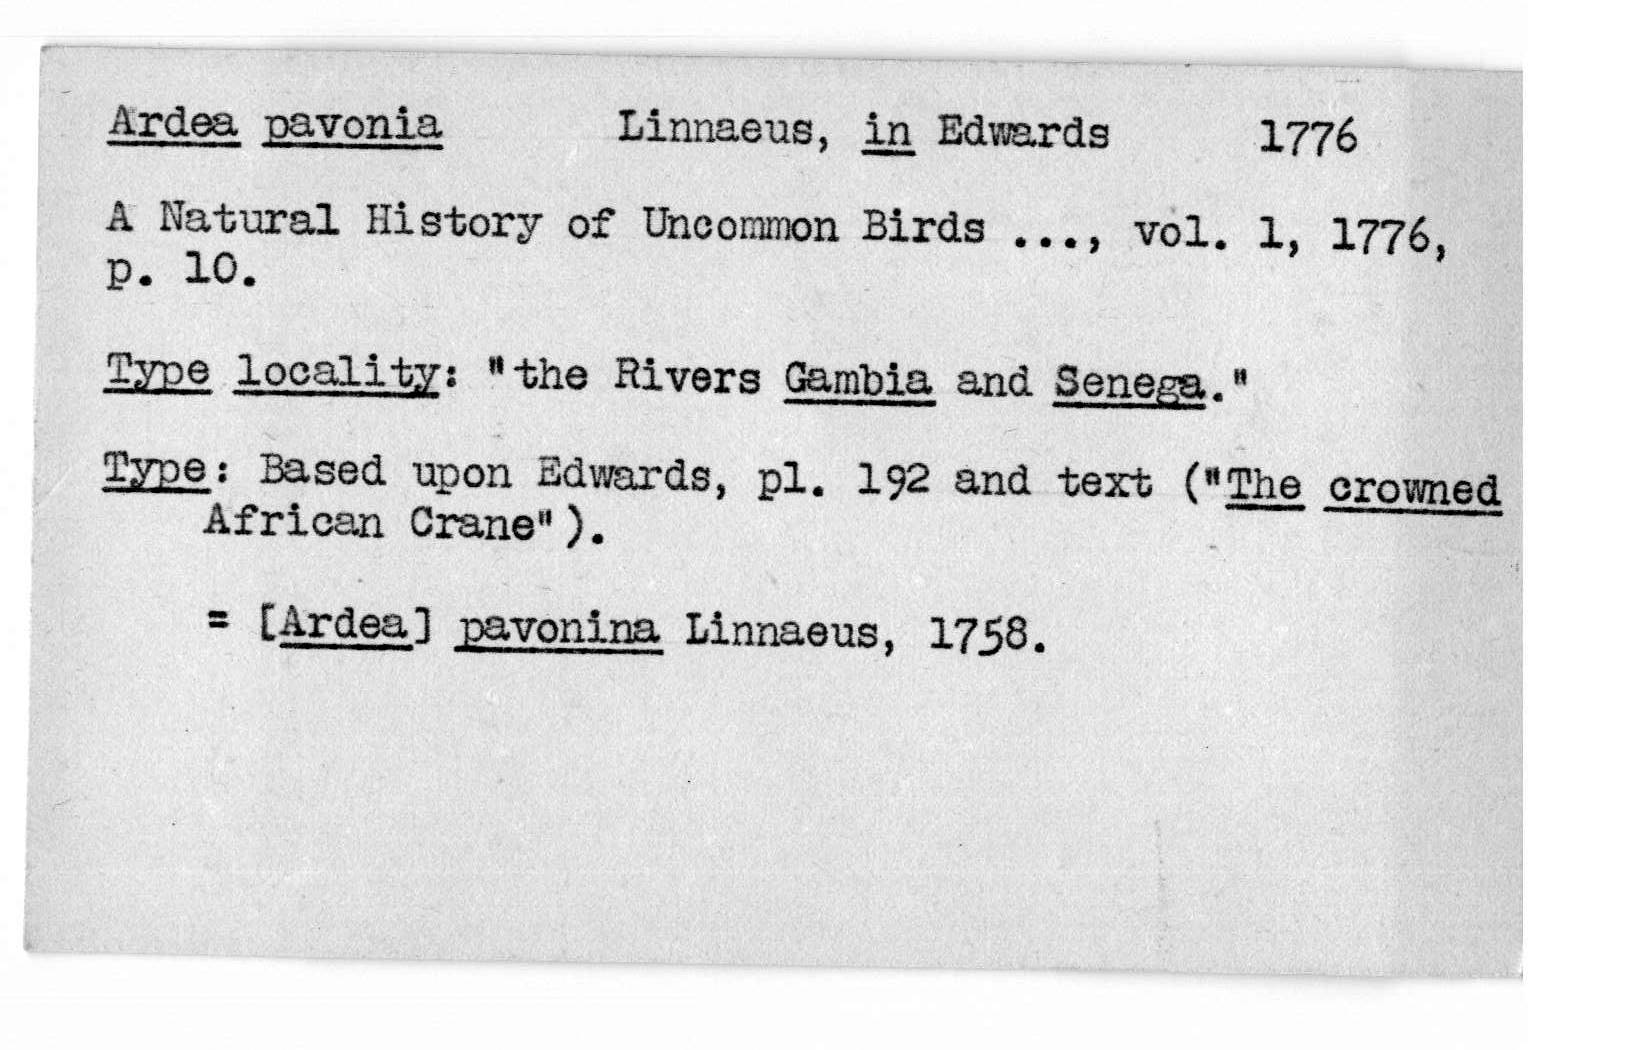 Ardea pavonia Linnaeus, in Edwards 1776
A Natural History of Uncommon Birds ..., vol. 1, 1776,
p. 10.
Type locality: "the Rivers Gambia and Senega."
Type: Based upon Edwards, pl. 192 and text ("The crowned
African Crane").
= [Ardea] pavonina Linnaeus, 1758.